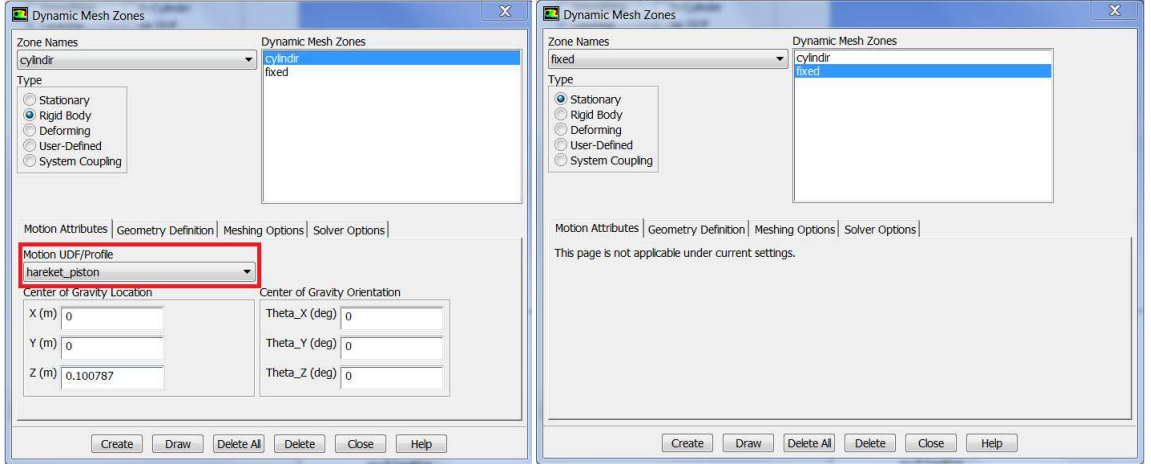 Dynamic Mesh Zones
X
Zone Names
cylindir
Dynamic Mesh Zones
cylindir
fixed
Type
Stationary
Rigid Body
Deforming
User-Defined
System Coupling
Motion Attributes Geometry Definition Meshing Options Solver Options
Motion UDF/Profile
hareket_piston
Center of Gravity Location
X (m) 0
Y (m) 0
Z (m) 0.100787
Center of Gravity Orientation
Theta_X (deg) 0
Theta_Y (deg) 0
Theta_Z (deg) 0
Create Draw Delete All Delete Close Help
Dynamic Mesh Zones
X
Zone Names
fixed
Dynamic Mesh Zones
cylindir
fixed
Type
Stationary
Rigid Body
Deforming
User-Defined
System Coupling
Motion Attributes Geometry Definition Meshing Options Solver Options
This page is not applicable under current settings.
Create Draw Delete All Delete Close Help